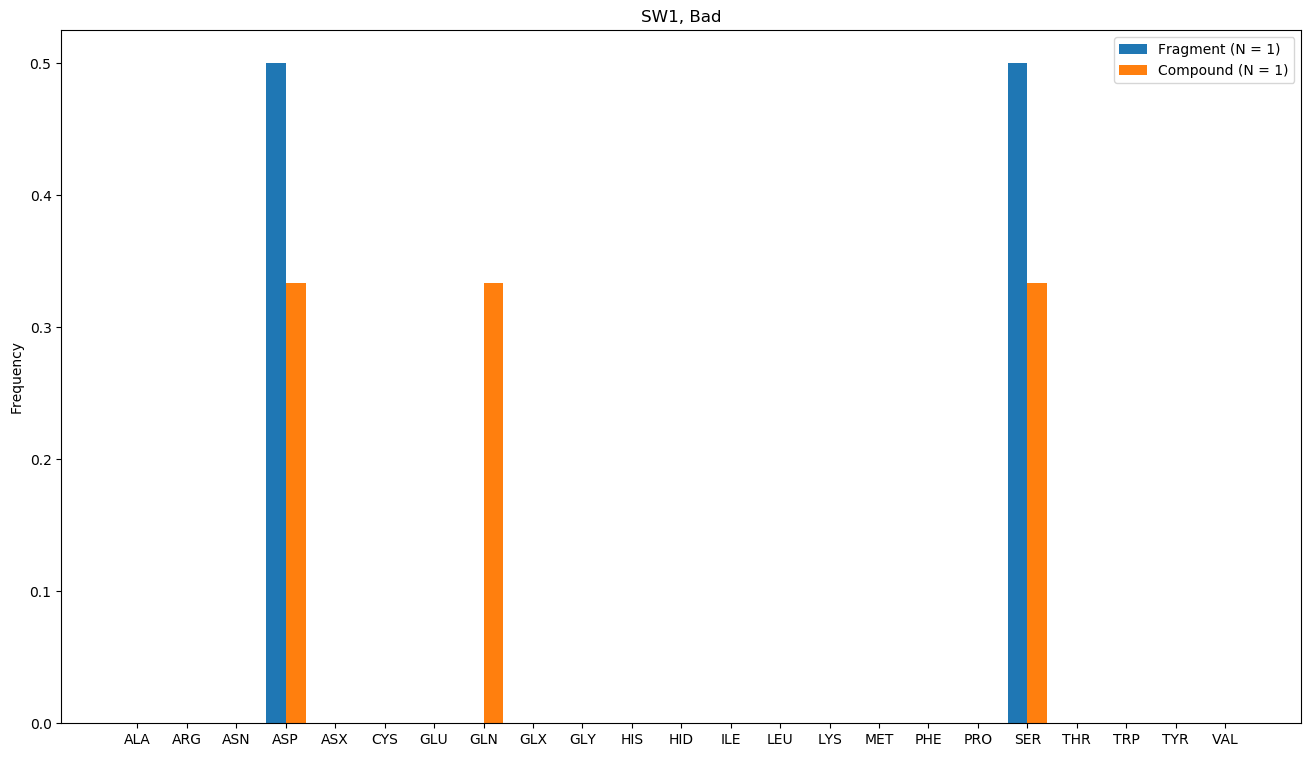 SW1, Bad
Fragment (N = 1)
Compound (N = 1)
Frequency
0.5
0.4
0.3
0.2
0.1
0.0
ALA ARG ASN ASP ASX CYS GLU GLN GLX GLY HIS HID ILE LEU LYS MET PHE PRO SER THR TRP TYR VAL